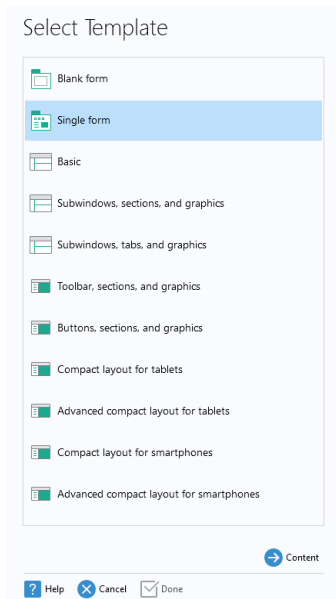 Select Template
Blank form
Single form
Basic
Subwindows, sections, and graphics
Subwindows, tabs, and graphics
Toolbar, sections, and graphics
Buttons, sections, and graphics
Compact layout for tablets
Advanced compact layout for tablets
Compact layout for smartphones
Advanced compact layout for smartphones
Content
? Help Cancel Done